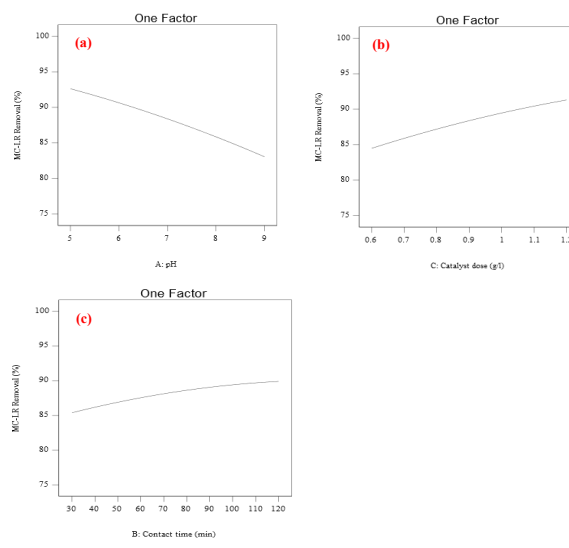 One Factor
(a)
100
95
90
85
80
75
MC-LR Removal (%)
5 6 7 8 9
A: pH
One Factor
(b)
100
95
90
85
80
75
MC-LR Removal (%)
0.6 0.7 0.8 0.9 1 1.1 1.2
C: Catalyst dose (g/l)
One Factor
(c)
100
95
90
85
80
75
MC-LR Removal (%)
30 40 50 60 70 80 90 100 110 120
B: Contact time (min)